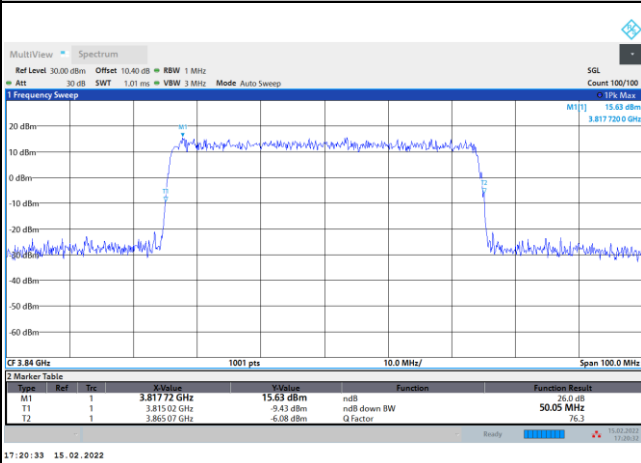 MultiView Spectrum
Ref Level 30.00 dBm Offset 10.40 dB RBW 1 MHz SGL
Att 30 dB SWT 1.01 ms VBW 3 MHz Mode Auto Sweep Count 100/100
1 Frequency Sweep 1Pk Max
M1[1] 15.63 dBm
3.817 720 0 GHz
M1
20 dBm
10 dBm
0 dBm
T1
T2
-10 dBm
-20 dBm
-30 dBm
-40 dBm
-50 dBm
-60 dBm
CF 3.84 GHz 1001 pts 10.0 MHz/ Span 100.0 MHz
2 Marker Table
Type Ref Trc X-Value Y-Value Function Function Result
M1 1 3.817 72 GHz 15.63 dBm ndB 26.0 dB
T1 1 3.815 02 GHz -9.43 dBm ndB down BW 50.05 MHz
T2 1 3.865 07 GHz -6.08 dBm Q Factor 76.3
Ready 15.02.2022
17:20:32
17:20:33 15.02.2022